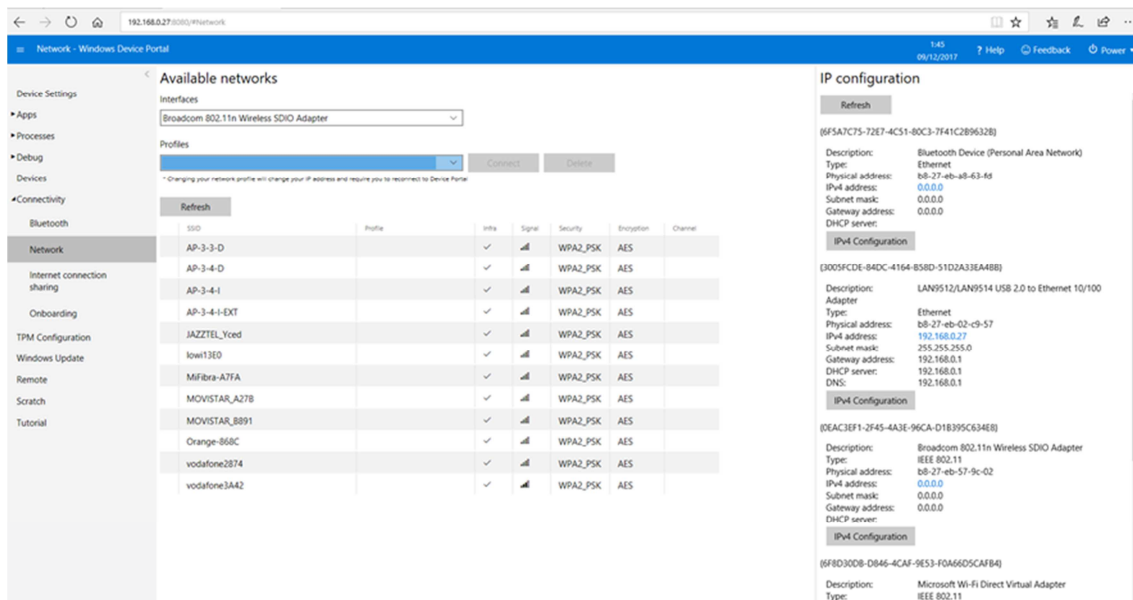 192.168.0.27:8080/#Network
Network - Windows Device Portal
1:45
09/12/2017
? Help
Feedback
Power
Device Settings
Apps
Processes
Debug
Devices
Connectivity
Bluetooth
Network
Internet connection
sharing
Onboarding
TPM Configuration
Windows Update
Remote
Scratch
Tutorial
Available networks
Interfaces
Broadcom 802.11n Wireless SDIO Adapter
Profiles
Connect
Delete
* Changing your network profile will change your IP address and require you to reconnect to Device Portal
Refresh
SSID Profile Infra Signal Security Encryption Channel
AP-3-3-D WPA2_PSK AES
AP-3-4-D WPA2_PSK AES
AP-3-4-I WPA2_PSK AES
AP-3-4-I-EXT WPA2_PSK AES
JAZZTEL_Yced WPA2_PSK AES
lowi13E0 WPA2_PSK AES
MiFibra-A7FA WPA2_PSK AES
MOVISTAR_A27B WPA2_PSK AES
MOVISTAR_B891 WPA2_PSK AES
Orange-868C WPA2_PSK AES
vodafone2874 WPA2_PSK AES
vodafone3A42 WPA2_PSK AES
IP configuration
Refresh
{6F5A7C75-72E7-4C51-80C3-7F41C2B9632B}
Description: Bluetooth Device (Personal Area Network)
Type: Ethernet
Physical address: b8-27-eb-a8-63-fd
IPv4 address: 0.0.0.0
Subnet mask: 0.0.0.0
Gateway address: 0.0.0.0
DHCP server:
IPv4 Configuration
{3005FCDE-84DC-4164-B58D-51D2A33EA4BB}
Description: LAN9512/LAN9514 USB 2.0 to Ethernet 10/100
Adapter
Type: Ethernet
Physical address: b8-27-eb-02-c9-57
IPv4 address: 192.168.0.27
Subnet mask: 255.255.255.0
Gateway address: 192.168.0.1
DHCP server: 192.168.0.1
DNS: 192.168.0.1
IPv4 Configuration
{0EAC3EF1-2F45-4A3E-96CA-D1B395C634E8}
Description: Broadcom 802.11n Wireless SDIO Adapter
Type: IEEE 802.11
Physical address: b8-27-eb-57-9c-02
IPv4 address: 0.0.0.0
Subnet mask: 0.0.0.0
Gateway address: 0.0.0.0
DHCP server:
IPv4 Configuration
{6F8D30DB-D846-4CAF-9E53-F0A66D5CAFB4}
Description: Microsoft Wi-Fi Direct Virtual Adapter
Type: IEEE 802.11